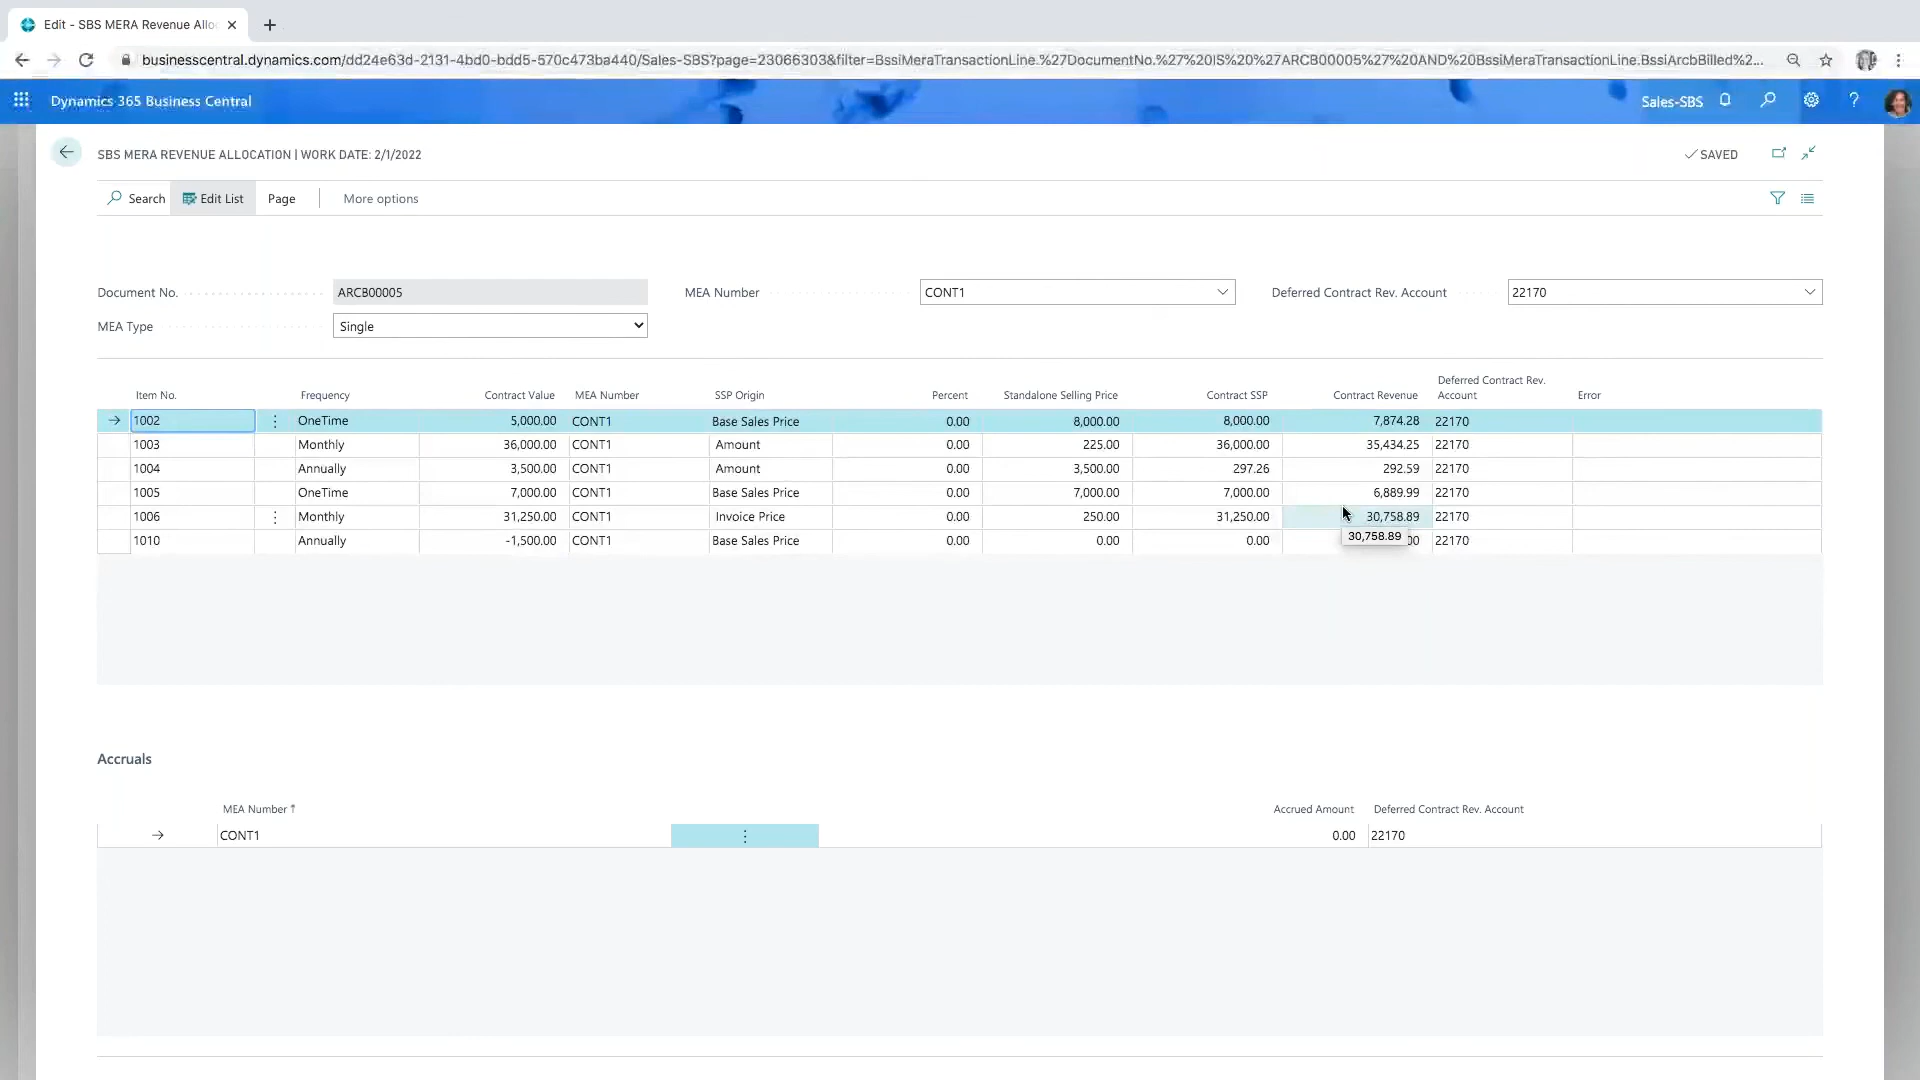 Edit - SBS MERA Revenue Allo
businesscentral.dynamics.com/dd24e63d-2131-4bd0-bdd5-570c473ba440/Sales-SBS?page=23066303&filter=BssiMeraTransactionLine.%27DocumentNo.%27%20IS%20%27ARCB00005%27%20AND%20BssiMeraTransactionLine.BssiArcbBilled%2...
Dynamics 365 Business Central Sales-SBS ?
SBS MERA REVENUE ALLOCATION | WORK DATE: 2/1/2022 SAVED
Search Edit List Page More options
Document No. ARCB00005 MEA Number CONT1 Deferred Contract Rev. Account 22170
MEA Type Single
Item No. Frequency Contract Value MEA Number SSP Origin Percent Standalone Selling Price Contract SSP Contract Revenue Deferred Contract Rev. Account Error
1002 OneTime 5,000.00 CONT1 Base Sales Price 0.00 8,000.00 8,000.00 7,874.28 22170
1003 Monthly 36,000.00 CONT1 Amount 0.00 225.00 36,000.00 35,434.25 22170
1004 Annually 3,500.00 CONT1 Amount 0.00 3,500.00 297.26 292.59 22170
1005 OneTime 7,000.00 CONT1 Base Sales Price 0.00 7,000.00 7,000.00 6,889.99 22170
1006 Monthly 31,250.00 CONT1 Invoice Price 0.00 250.00 31,250.00 30,758.89 22170
1010 Annually -1,500.00 CONT1 Base Sales Price 0.00 0.00 0.00 00 22170
30,758.89
Accruals
MEA Number ↑ Accrued Amount Deferred Contract Rev. Account
CONT1 0.00 22170